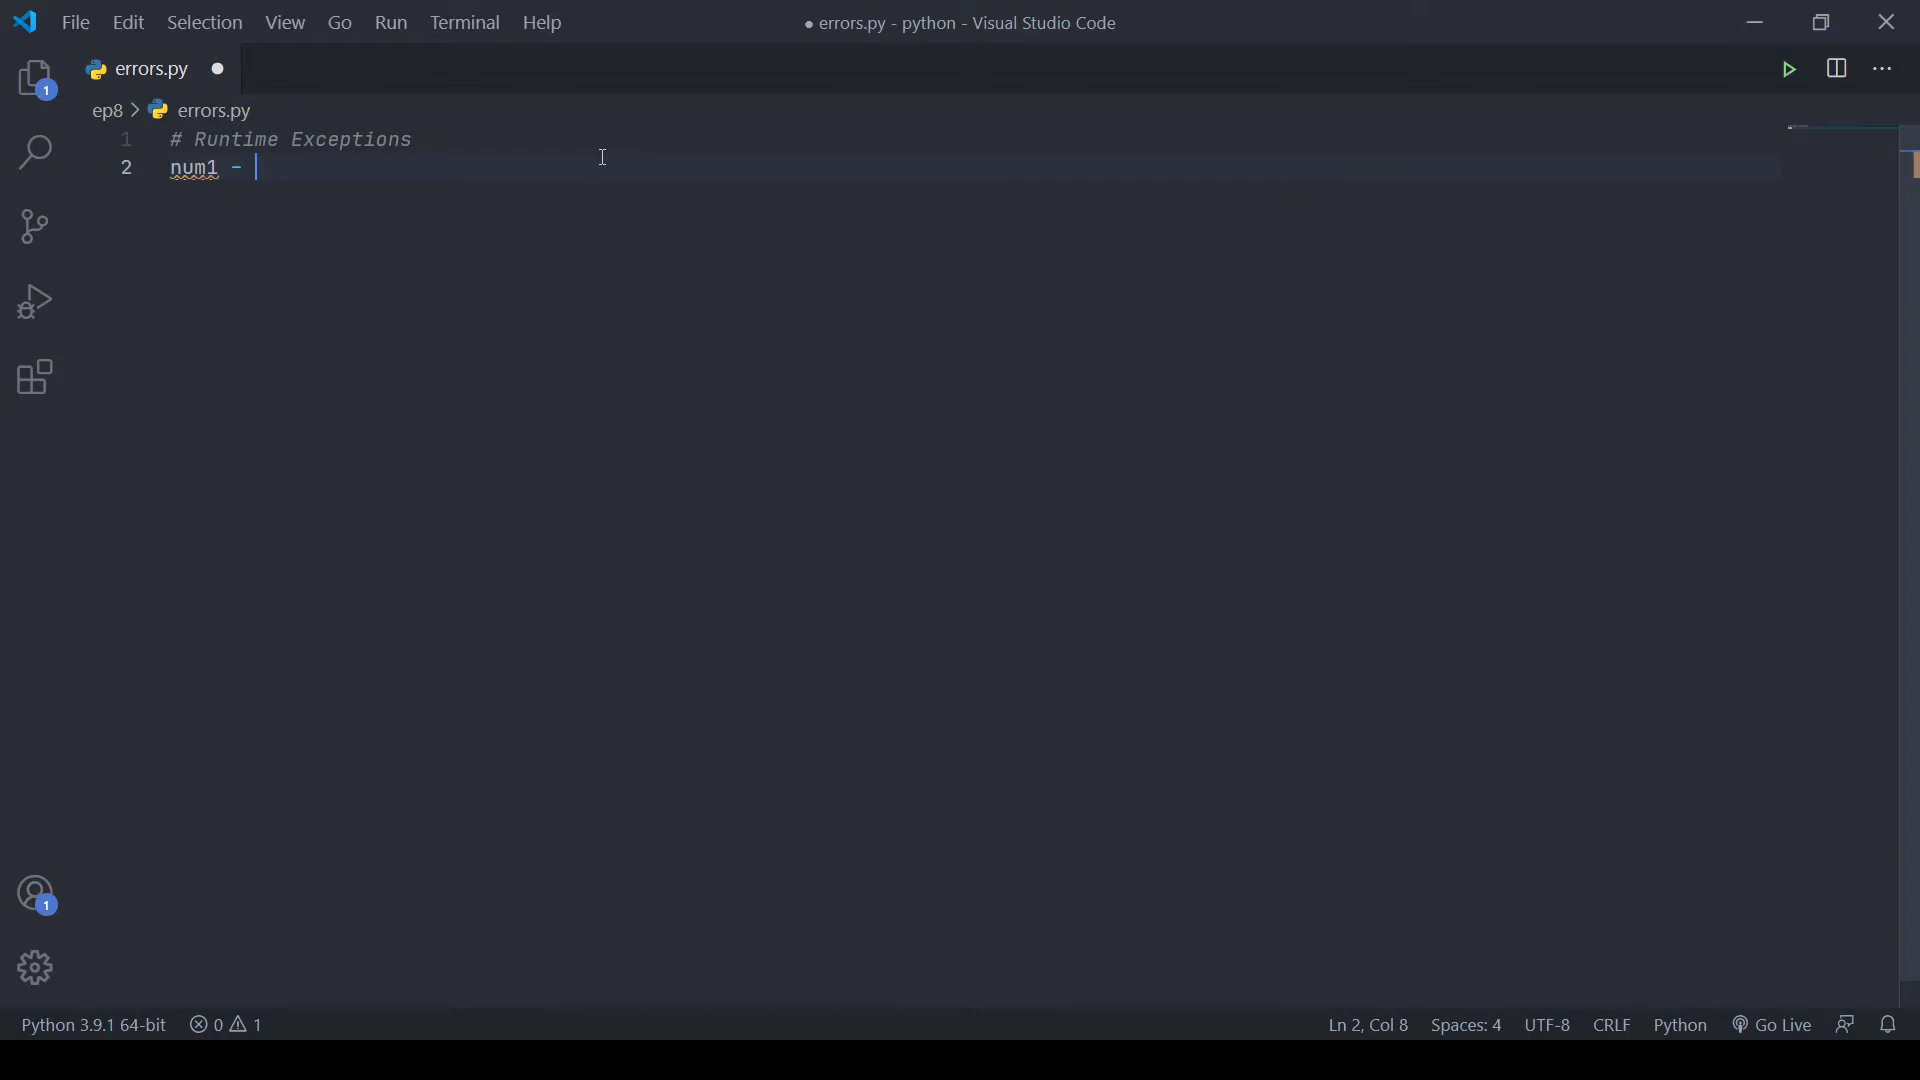 File Edit Selection View Go Run Terminal Help
● errors.py - python - Visual Studio Code
1
errors.py ●
ep8 > errors.py
1 # Runtime Exceptions
2 num1 -
1
Python 3.9.1 64-bit 0 1
Ln 2, Col 8 Spaces: 4 UTF-8 CRLF Python Go Live